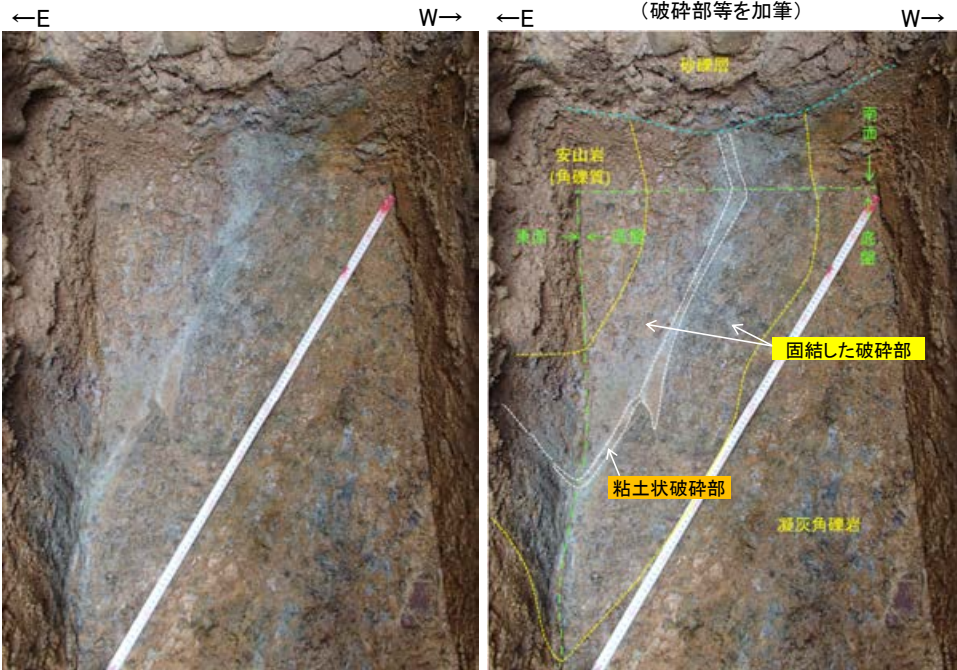 ←E
W→
←E
(破砕部等を加筆)
W→
砂礫層
南面
安山岩
(角礫質)
東面
底盤
底盤
固結した破砕部
粘土状破砕部
凝灰角礫岩